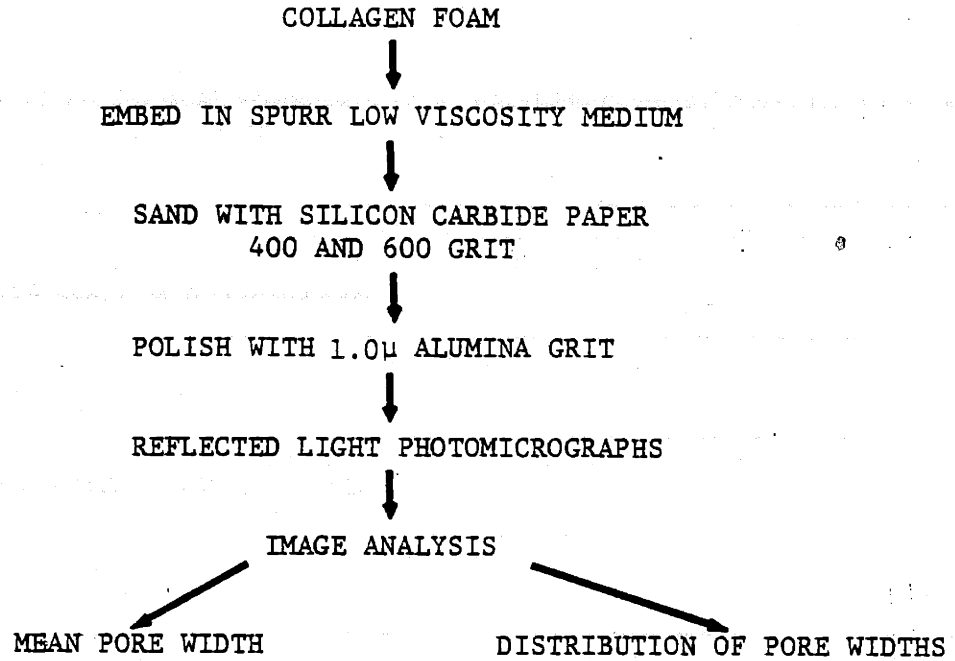 COLLAGEN FOAM
EMBED IN SPURR LOW VISCOSITY MEDIUM
SAND WITH SILICON CARBIDE PAPER
400 AND 600 GRIT
POLISH WITH 1.0μ ALUMINA GRIT
REFLECTED LIGHT PHOTOMICROGRAPHS
IMAGE ANALYSIS
MEAN PORE WIDTH
DISTRIBUTION OF PORE WIDTHS